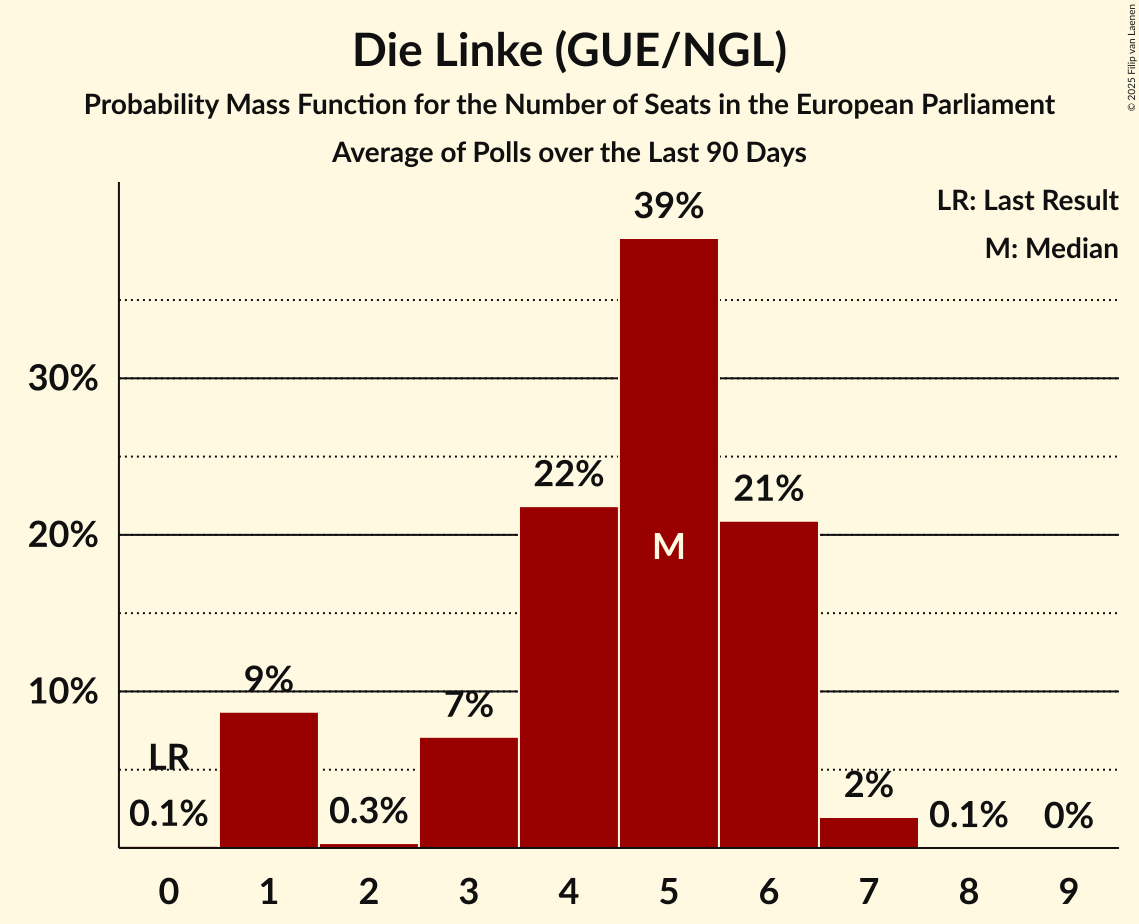 Die Linke (GUE/NGL)
Probability Mass Function for the Number of Seats in the European Parliament
Average of Polls over the Last 90 Days
© 2025 Filip van Laenen
LR: Last Result
M: Median
39%
30%
22%
21%
20%
M
10%
9%
7%
LR
2%
0.1%
0.3%
0.1%
0%
0 1 2 3 4 5 6 7 8 9